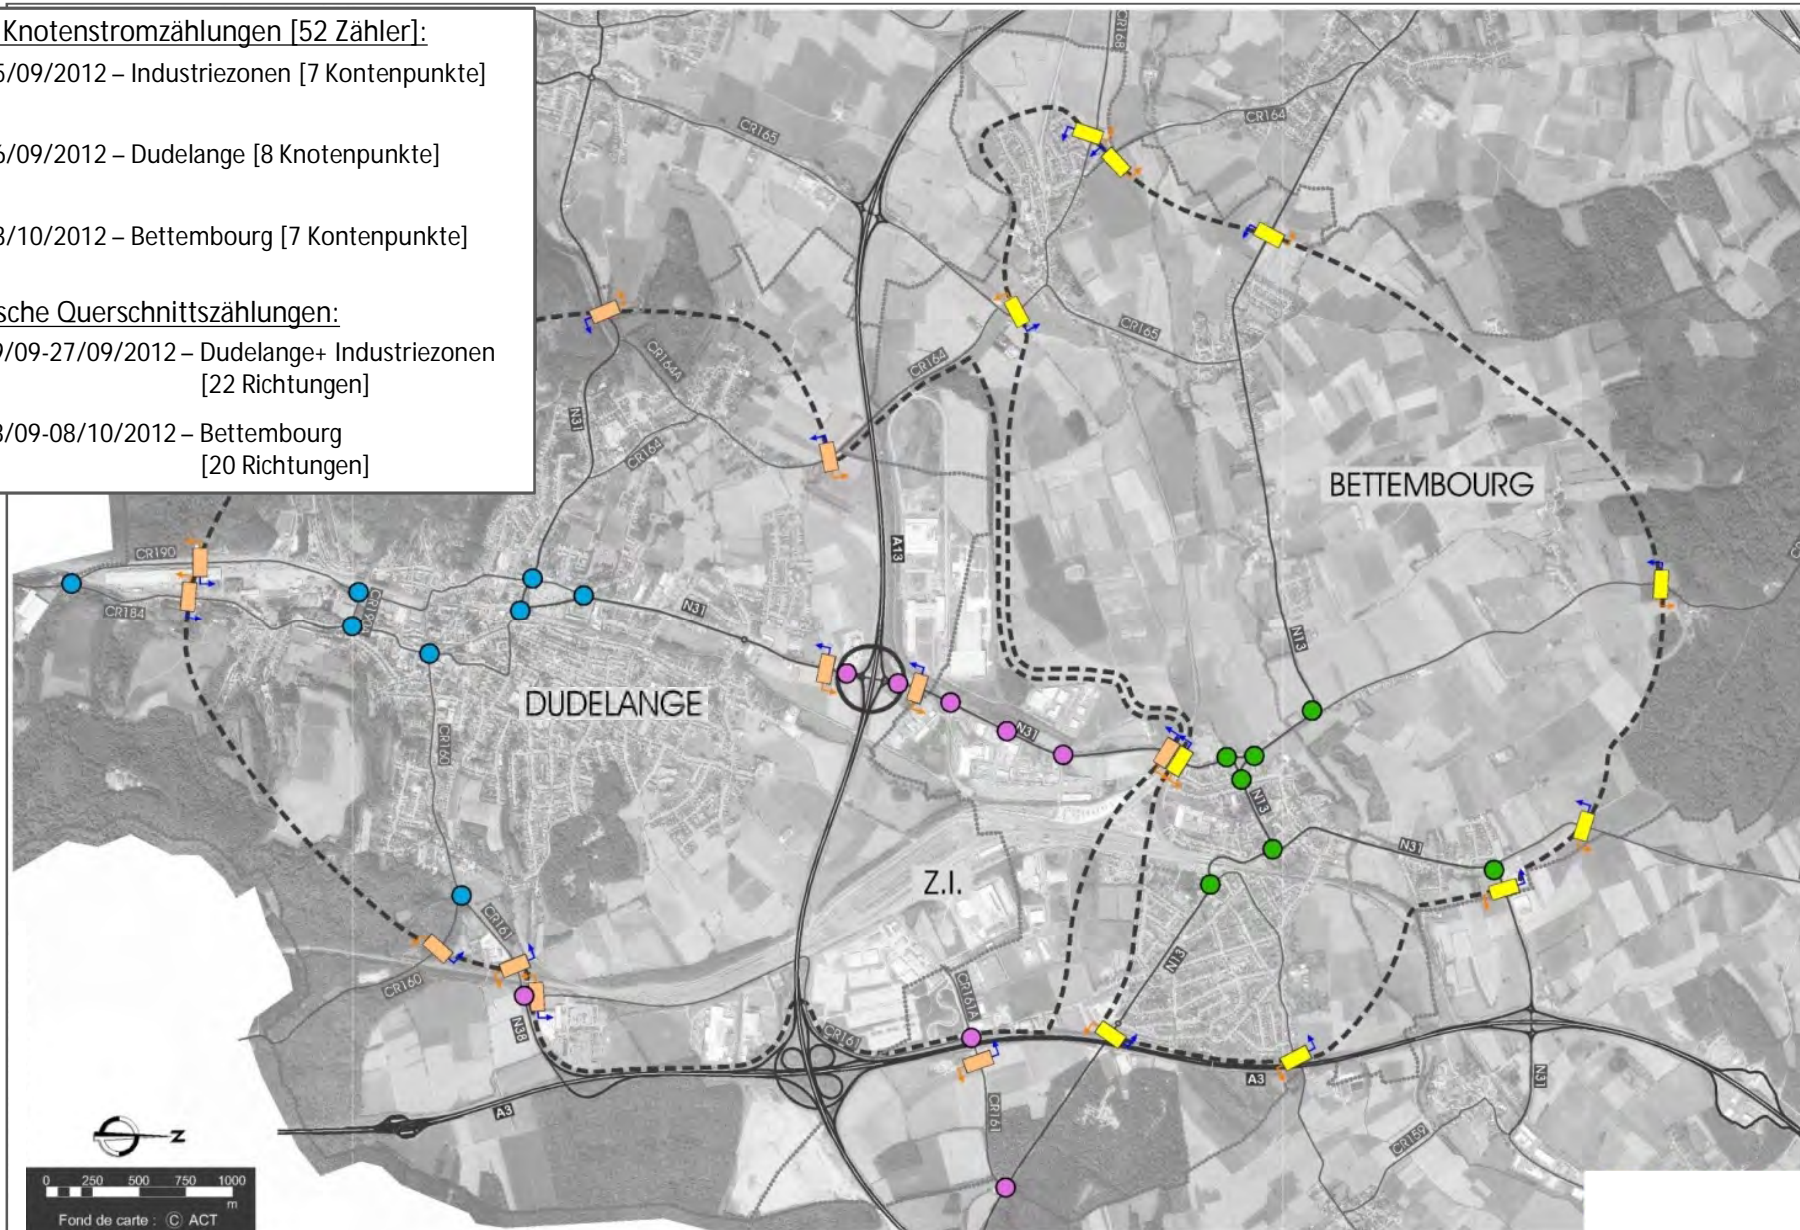 Knotenstromzählungen [52 Zähler]:
5/09/2012 – Industriezonen [7 Kontenpunkte]
6/09/2012 – Dudelange [8 Knotenpunkte]
3/10/2012 – Bettembourg [7 Kontenpunkte]
sche Querschnittszählungen:
9/09-27/09/2012 – Dudelange+ Industriezonen
[22 Richtungen]
3/09-08/10/2012 – Bettembourg
[20 Richtungen]
CR168
CR165
CR164
CR165
CR164
CR164A
N31
CR164
BETTEMBOURG
A13
CR190
CR184
CR190A
N31
N13
DUDELANGE
CR160
N31
N13
N31
Z.I.
CR161
N13
CR160
N38
CR161A
CR161
A3
A3
N31
CR161
CR159
Z
0 250 500 750 1000
m
Fond de carte : © ACT